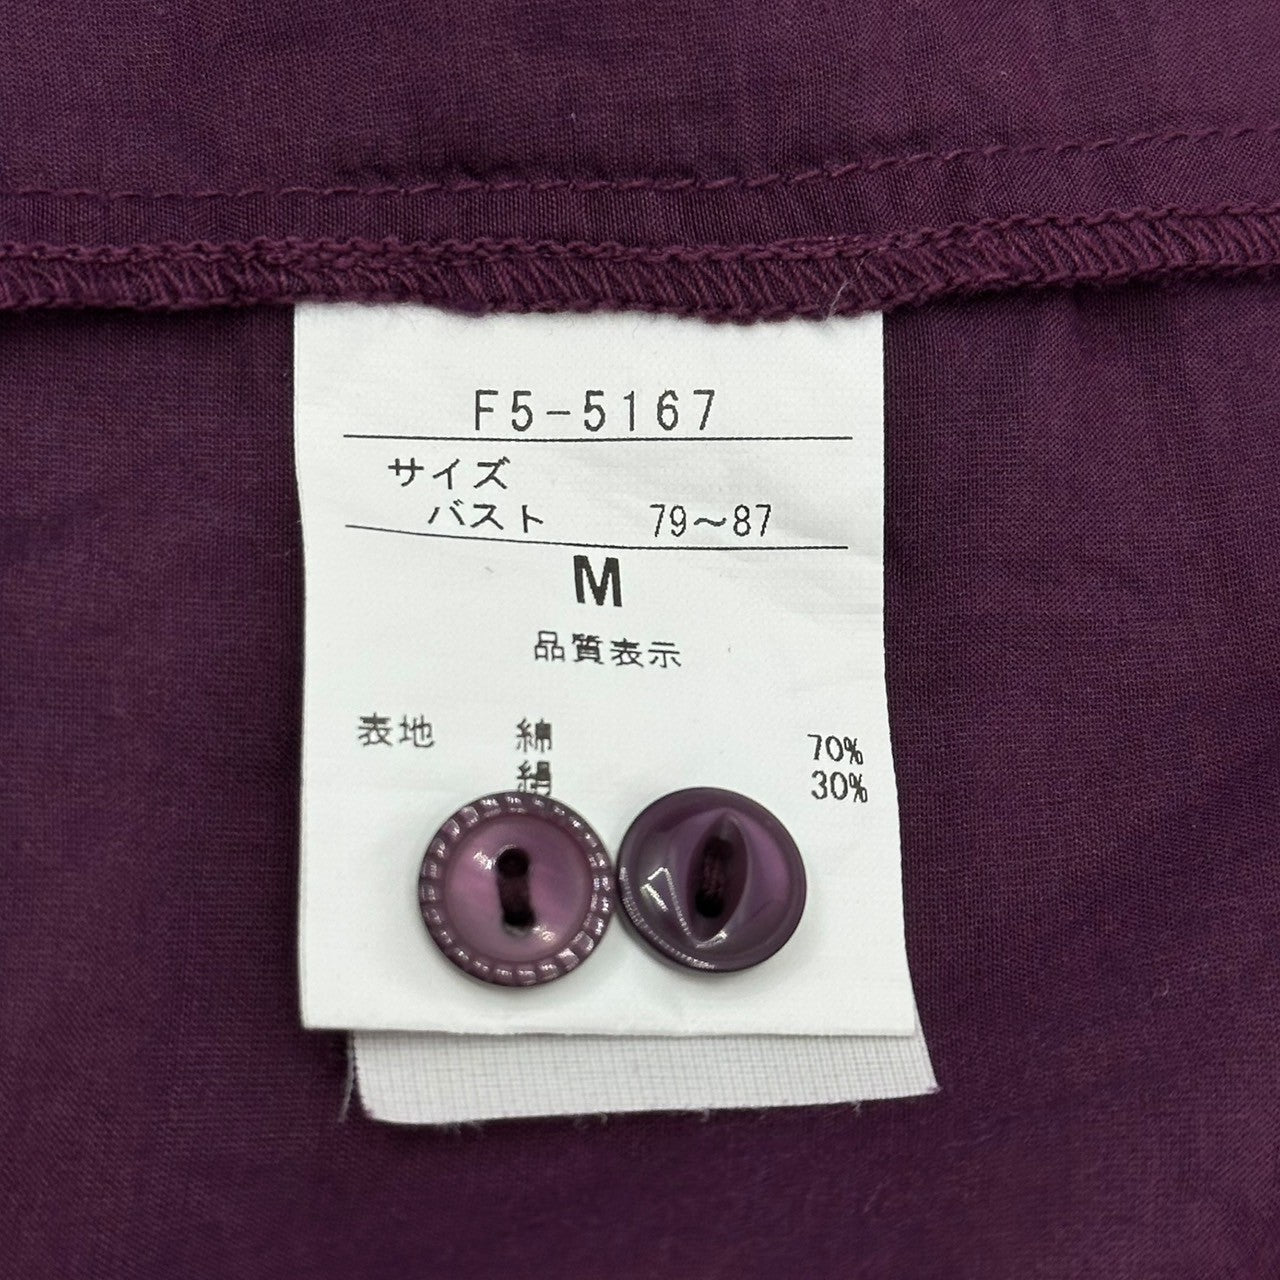 F5-5167
サイズ
バスト 79～87
M
品質表示
表地 綿 70%
絹 30%